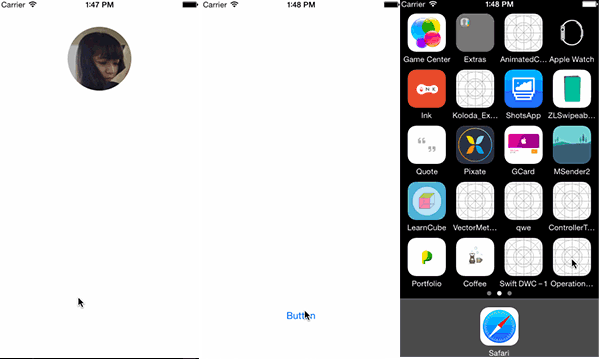 Carrier 1:47 PM
Carrier 1:48 PM
Button
Carrier 1:48 PM
Game Center Extras AnimatedC... Apple Watch
INK
Ink Koloda_Ex... ShotsApp ZLSwipeab...
Quote Pixate GCard MSender2
LearnCube VectorMet... qwe ControllerT...
Portfolio Coffee Swift DWC –1 Operation...
Safari